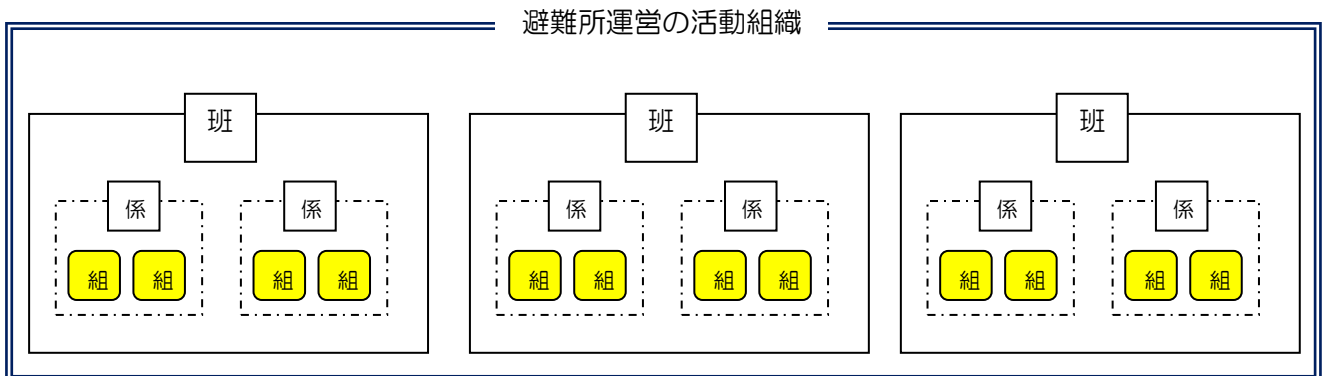 避難所運営の活動組織
班 班 班
係 係 係 係 係 係
組 組 組 組 組 組 組 組 組 組 組 組